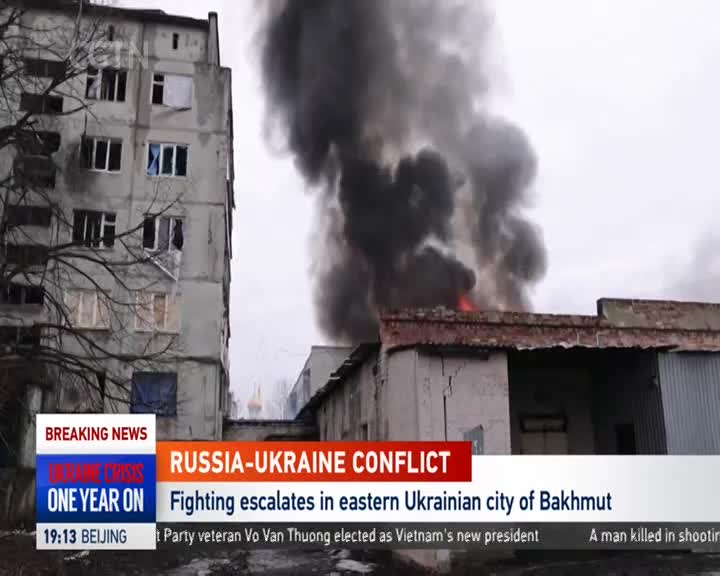 CGTN
BREAKING NEWS
UKRAINE CRISIS
ONE YEAR ON
19:13 BEIJING
RUSSIA-UKRAINE CONFLICT
Fighting escalates in eastern Ukrainian city of Bakhmut
t Party veteran Vo Van Thuong elected as Vietnam's new president
A man killed in shootin